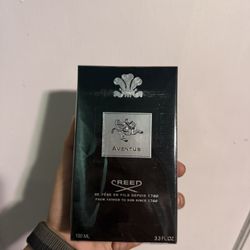 AVENTUS
CREED
DE PÈRE EN FILS DEPUIS 1760
FROM FATHER TO SON SINCE 1760
100 ML 3.3 FL.OZ